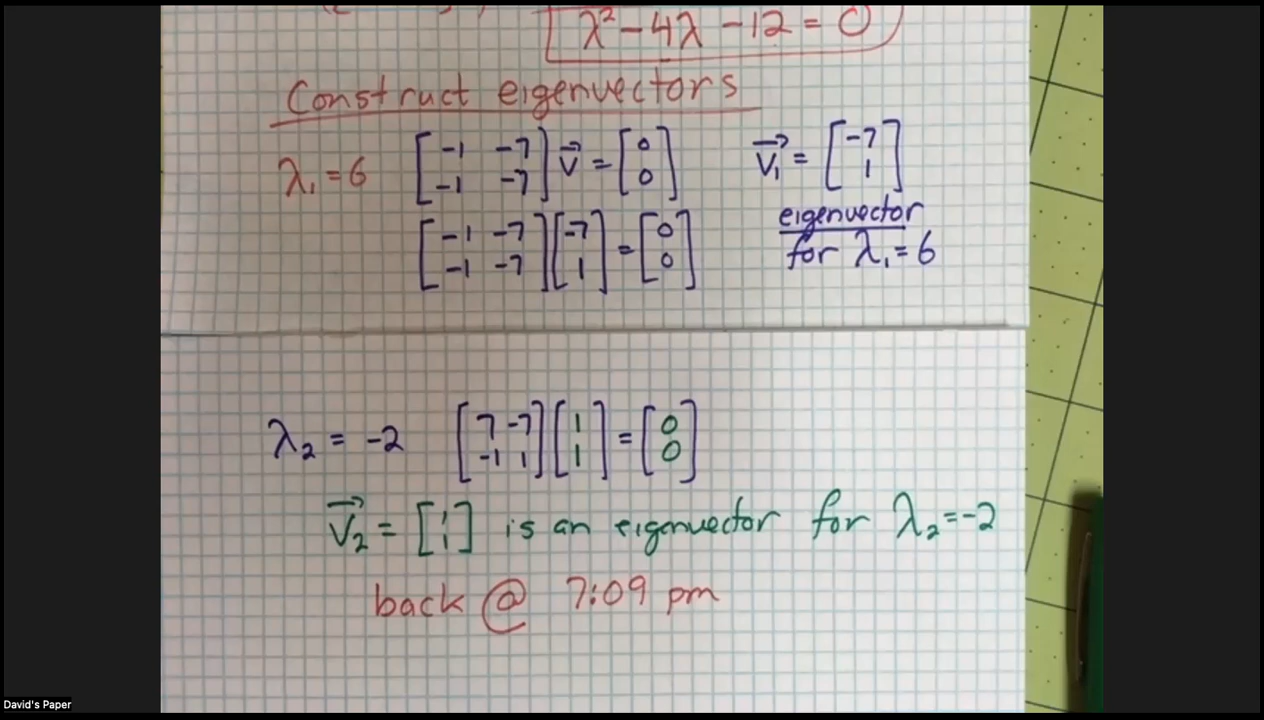 λ² - 4λ - 12 = 0
Construct eigenvectors
λ₁ = 6 [-1 -7; -1 -7] v⃗ = [0; 0] v⃗₁ = [-7; 1]
[-1 -7; -1 -7] [-7; 1] = [0; 0]
eigenvector
for λ₁ = 6
λ₂ = -2 [7 -7; -1 1] [1; 1] = [0; 0]
v⃗₂ = [1; 1] is an eigenvector for λ₂ = -2
back @ 7:09 pm
David's Paper